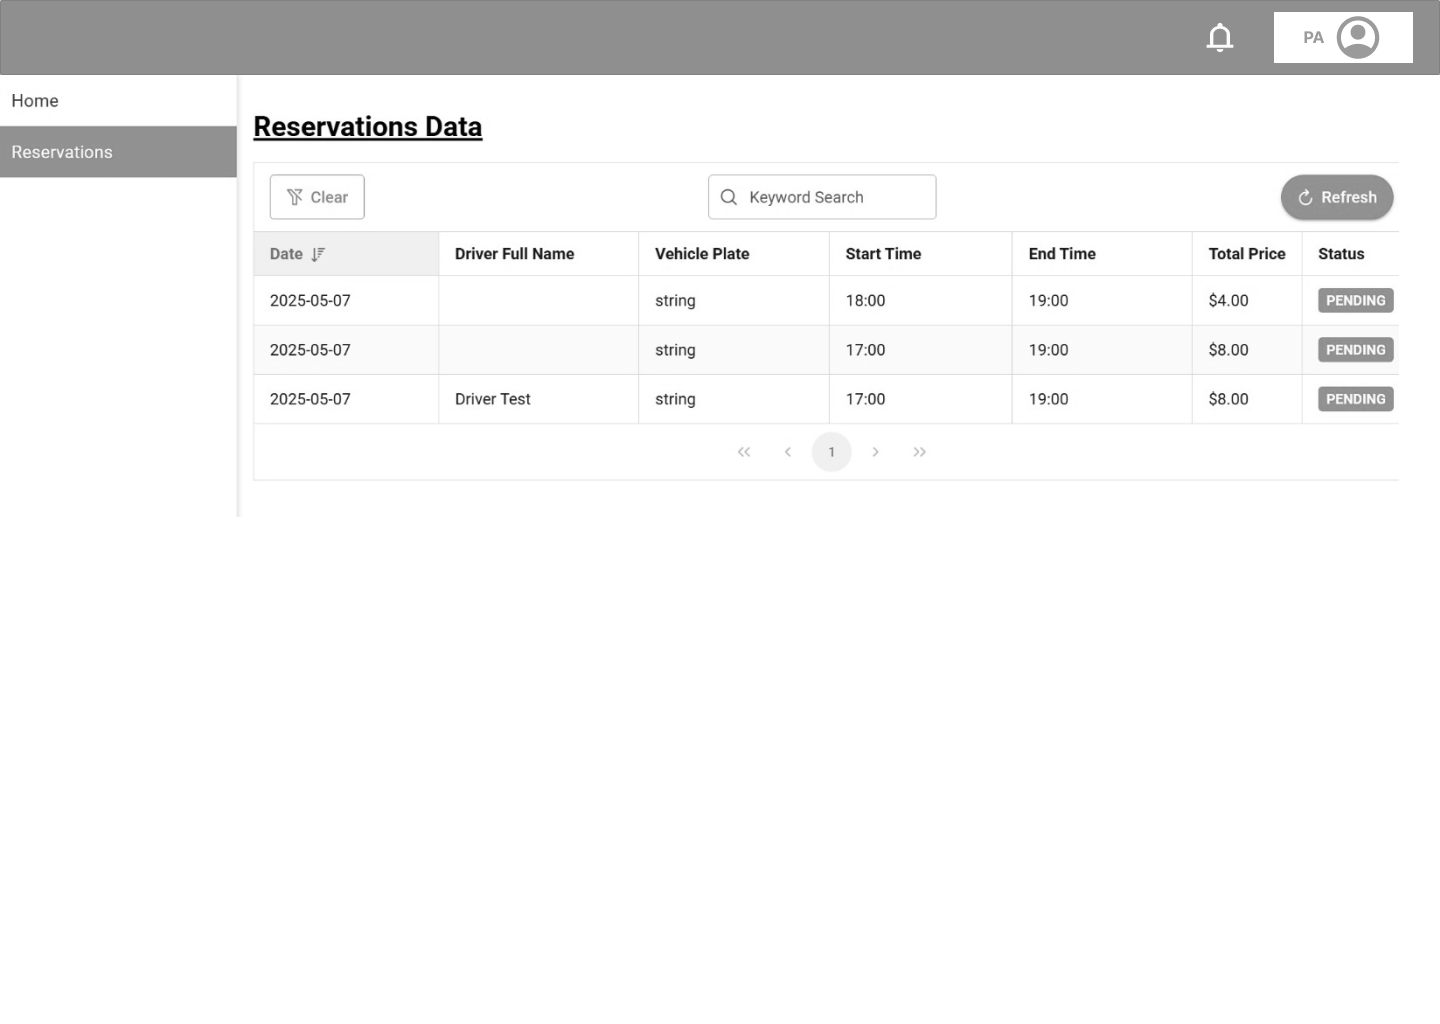 PA
Home
Reservations
Reservations Data
Clear
Keyword Search
Refresh
Date Driver Full Name Vehicle Plate Start Time End Time Total Price Status
2025-05-07 string 18:00 19:00 $4.00 PENDING
2025-05-07 string 17:00 19:00 $8.00 PENDING
2025-05-07 Driver Test string 17:00 19:00 $8.00 PENDING
1